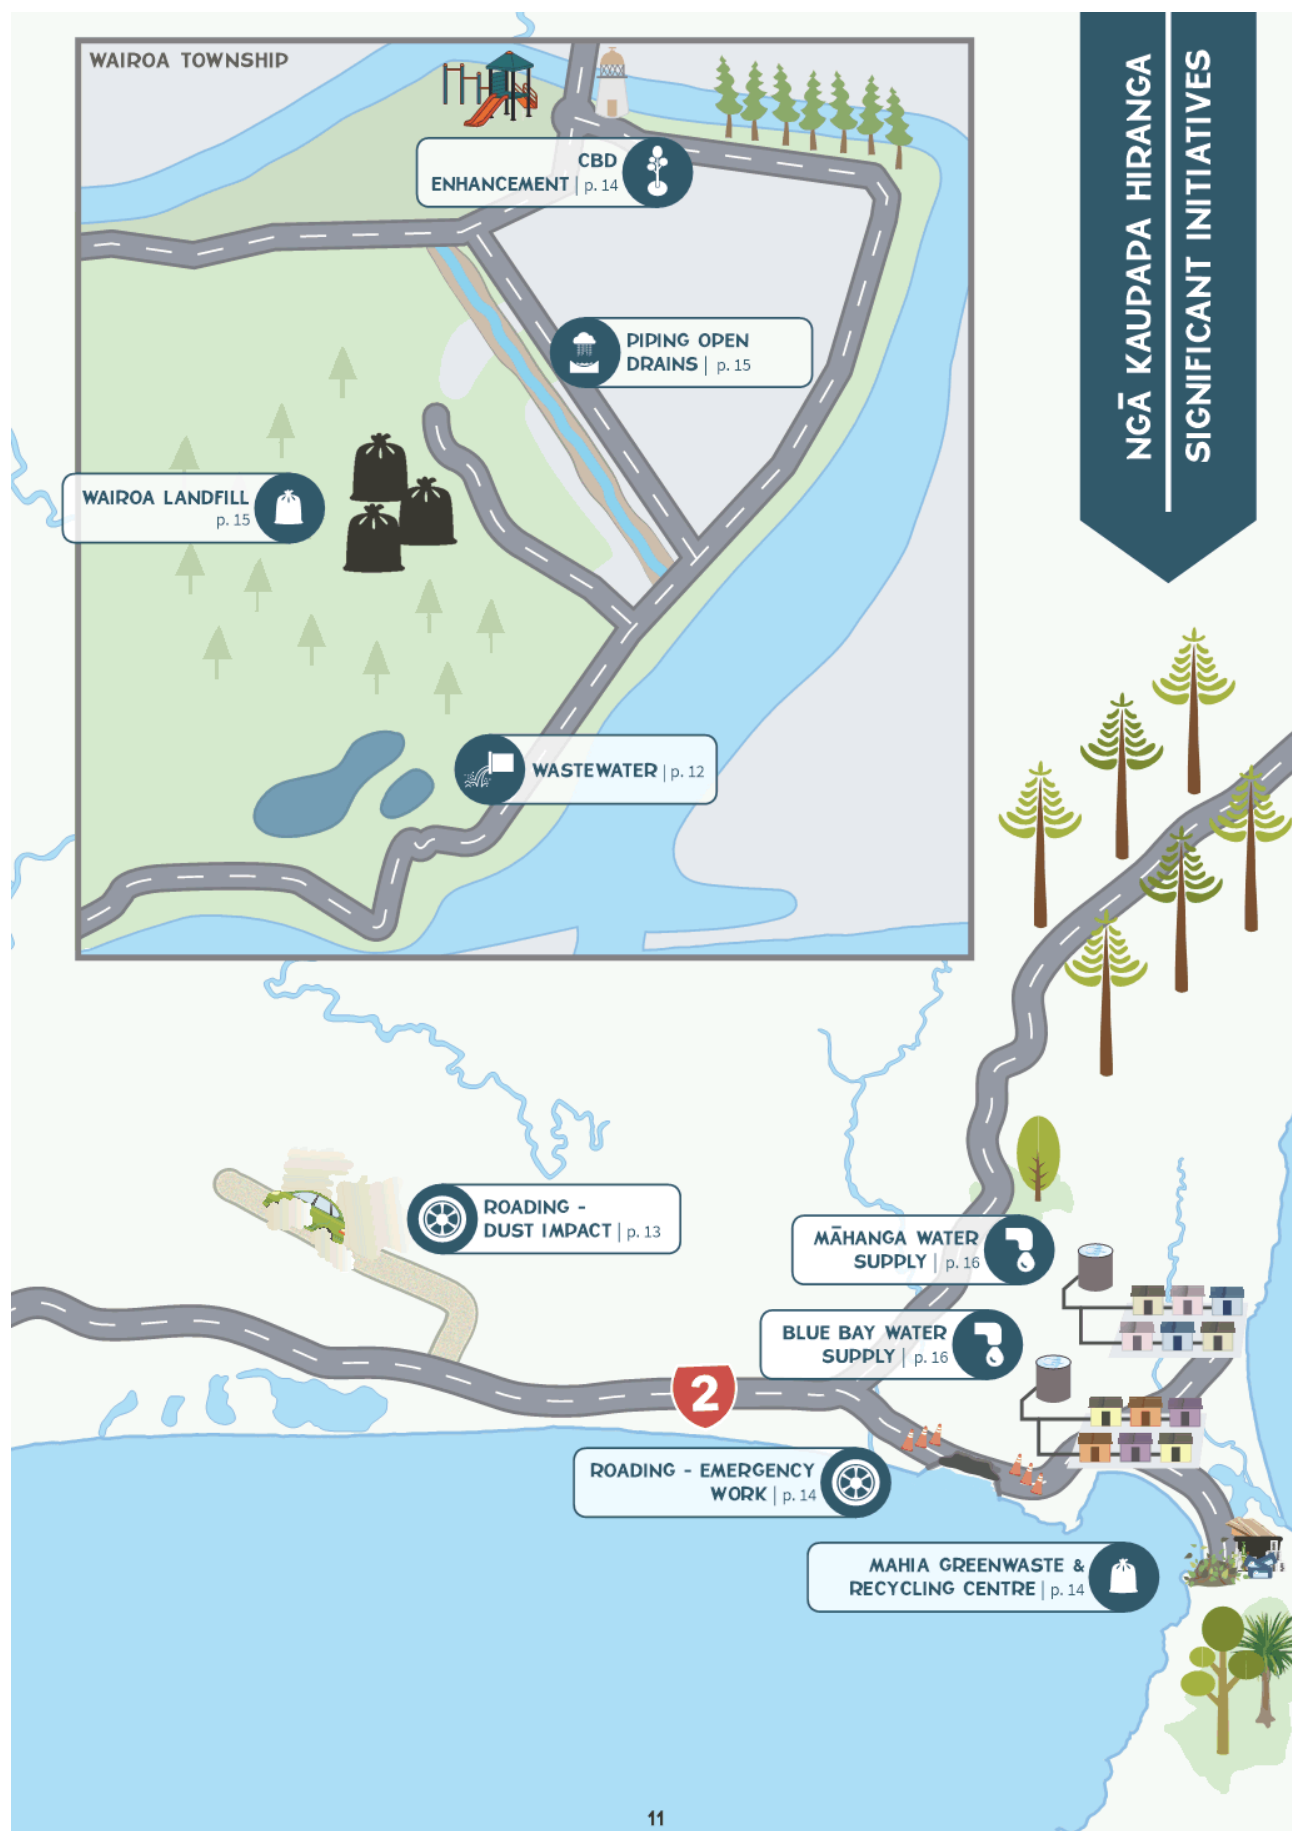 NGĀ KAUPAPA HIRANGA
SIGNIFICANT INITIATIVES
WAIROA TOWNSHIP
CBD
ENHANCEMENT | p. 14
PIPING OPEN
DRAINS | p. 15
WAIROA LANDFILL
p. 15
WASTEWATER | p. 12
ROADING -
DUST IMPACT | p. 13
MĀHANGA WATER
SUPPLY | p. 16
BLUE BAY WATER
SUPPLY | p. 16
2
ROADING - EMERGENCY
WORK | p. 14
MAHIA GREENWASTE &
RECYCLING CENTRE | p. 14
11